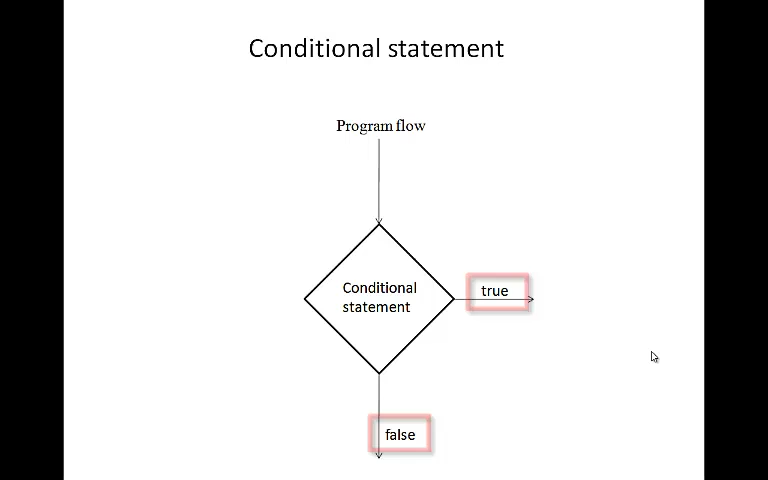 Conditional statement
Program flow
Conditional
statement
true
false